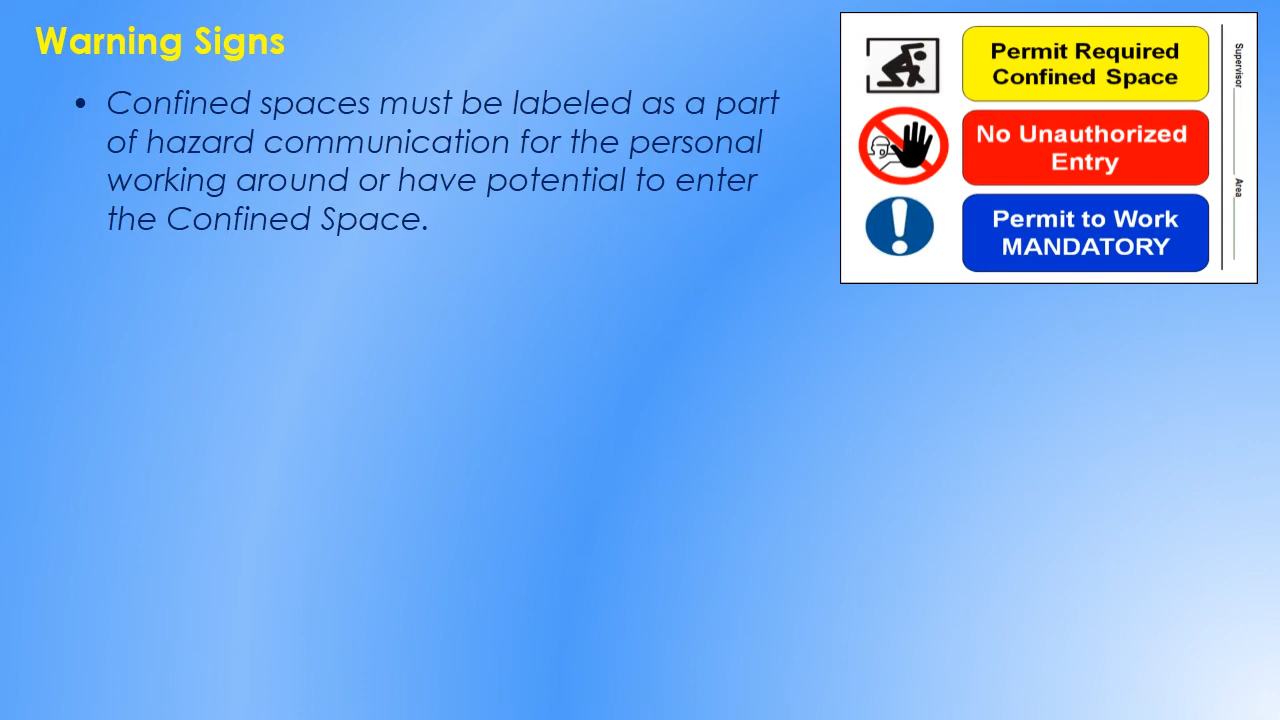 Warning Signs
• Confined spaces must be labeled as a part
of hazard communication for the personal
working around or have potential to enter
the Confined Space.
Permit Required
Confined Space
No Unauthorized
Entry
Permit to Work
MANDATORY
Supervisor
Area